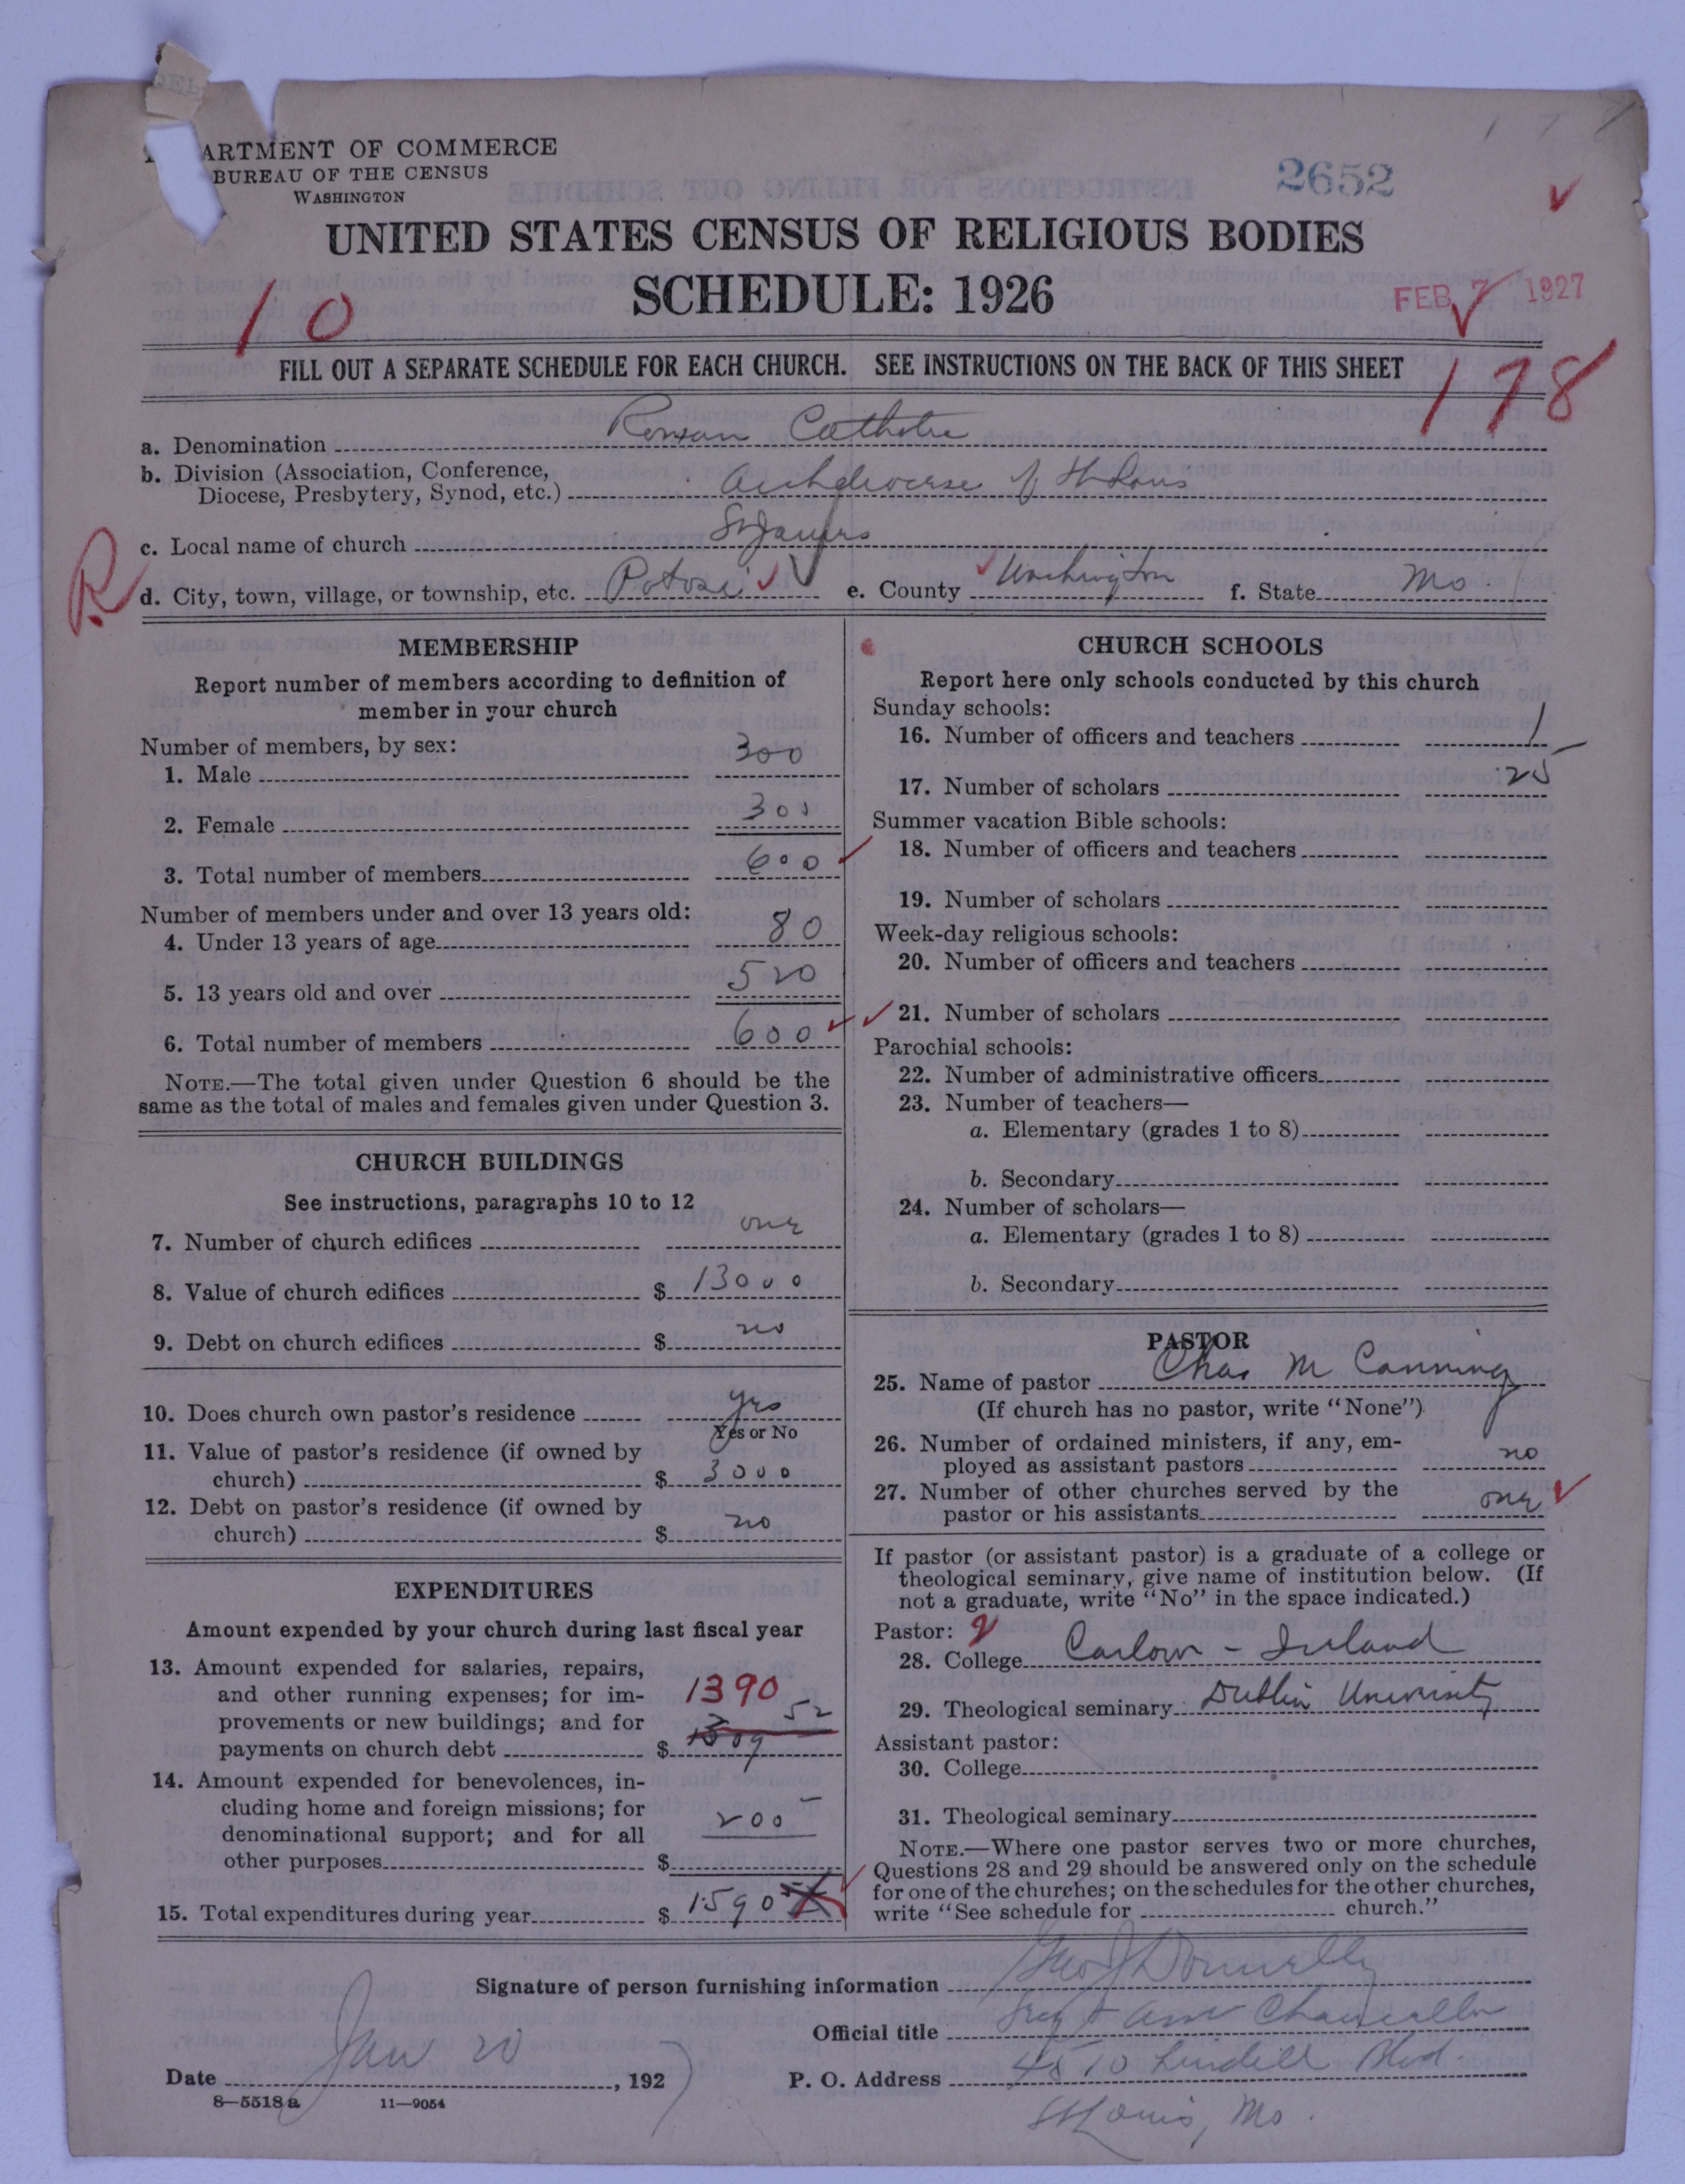 ARTMENT OF COMMERCE
BUREAU OF THE CENSUS
WASHINGTON
2652
UNITED STATES CENSUS OF RELIGIOUS BODIES
SCHEDULE: 1926
10
FEB 7 1927
FILL OUT A SEPARATE SCHEDULE FOR EACH CHURCH. SEE INSTRUCTIONS ON THE BACK OF THIS SHEET
178
a. Denomination Roman Catholic
b. Division (Association, Conference,
Diocese, Presbytery, Synod, etc.) Archdiocese of St Louis
c. Local name of church St James
R
d. City, town, village, or township, etc. Potosi e. County Washington f. State Mo
MEMBERSHIP
Report number of members according to definition of
member in your church
Number of members, by sex:
1. Male 300
2. Female 300
3. Total number of members 600
Number of members under and over 13 years old:
4. Under 13 years of age 80
5. 13 years old and over 520
6. Total number of members 600
NOTE.—The total given under Question 6 should be the
same as the total of males and females given under Question 3.
CHURCH BUILDINGS
See instructions, paragraphs 10 to 12
7. Number of church edifices one
8. Value of church edifices $ 13000
9. Debt on church edifices $ no
10. Does church own pastor's residence yes
Yes or No
11. Value of pastor's residence (if owned by
church) $ 3000
12. Debt on pastor's residence (if owned by
church) $ no
EXPENDITURES
Amount expended by your church during last fiscal year
13. Amount expended for salaries, repairs,
and other running expenses; for im- 1390
provements or new buildings; and for 52
payments on church debt $
14. Amount expended for benevolences, in-
cluding home and foreign missions; for
denominational support; and for all 200
other purposes $
15. Total expenditures during year $ 1590
CHURCH SCHOOLS
Report here only schools conducted by this church
Sunday schools:
16. Number of officers and teachers 1
17. Number of scholars 25
Summer vacation Bible schools:
18. Number of officers and teachers
19. Number of scholars
Week-day religious schools:
20. Number of officers and teachers
21. Number of scholars
Parochial schools:
22. Number of administrative officers
23. Number of teachers—
a. Elementary (grades 1 to 8)
b. Secondary
24. Number of scholars—
a. Elementary (grades 1 to 8)
b. Secondary
PASTOR
25. Name of pastor Chas M Canning
(If church has no pastor, write "None")
26. Number of ordained ministers, if any, em-
ployed as assistant pastors no
27. Number of other churches served by the
pastor or his assistants one
If pastor (or assistant pastor) is a graduate of a college or
theological seminary, give name of institution below. (If
not a graduate, write "No" in the space indicated.)
Pastor: 2
28. College Carlow - Ireland
29. Theological seminary Dublin University
Assistant pastor:
30. College
31. Theological seminary
NOTE.—Where one pastor serves two or more churches,
Questions 28 and 29 should be answered only on the schedule
for one of the churches; on the schedules for the other churches,
write "See schedule for church."
Signature of person furnishing information Geo J Donnelly
Official title Chancellor
Date Jan 20, 1927 P. O. Address 4510 Lindell Blvd.
8—5518a 11—9054
St Louis, Mo.